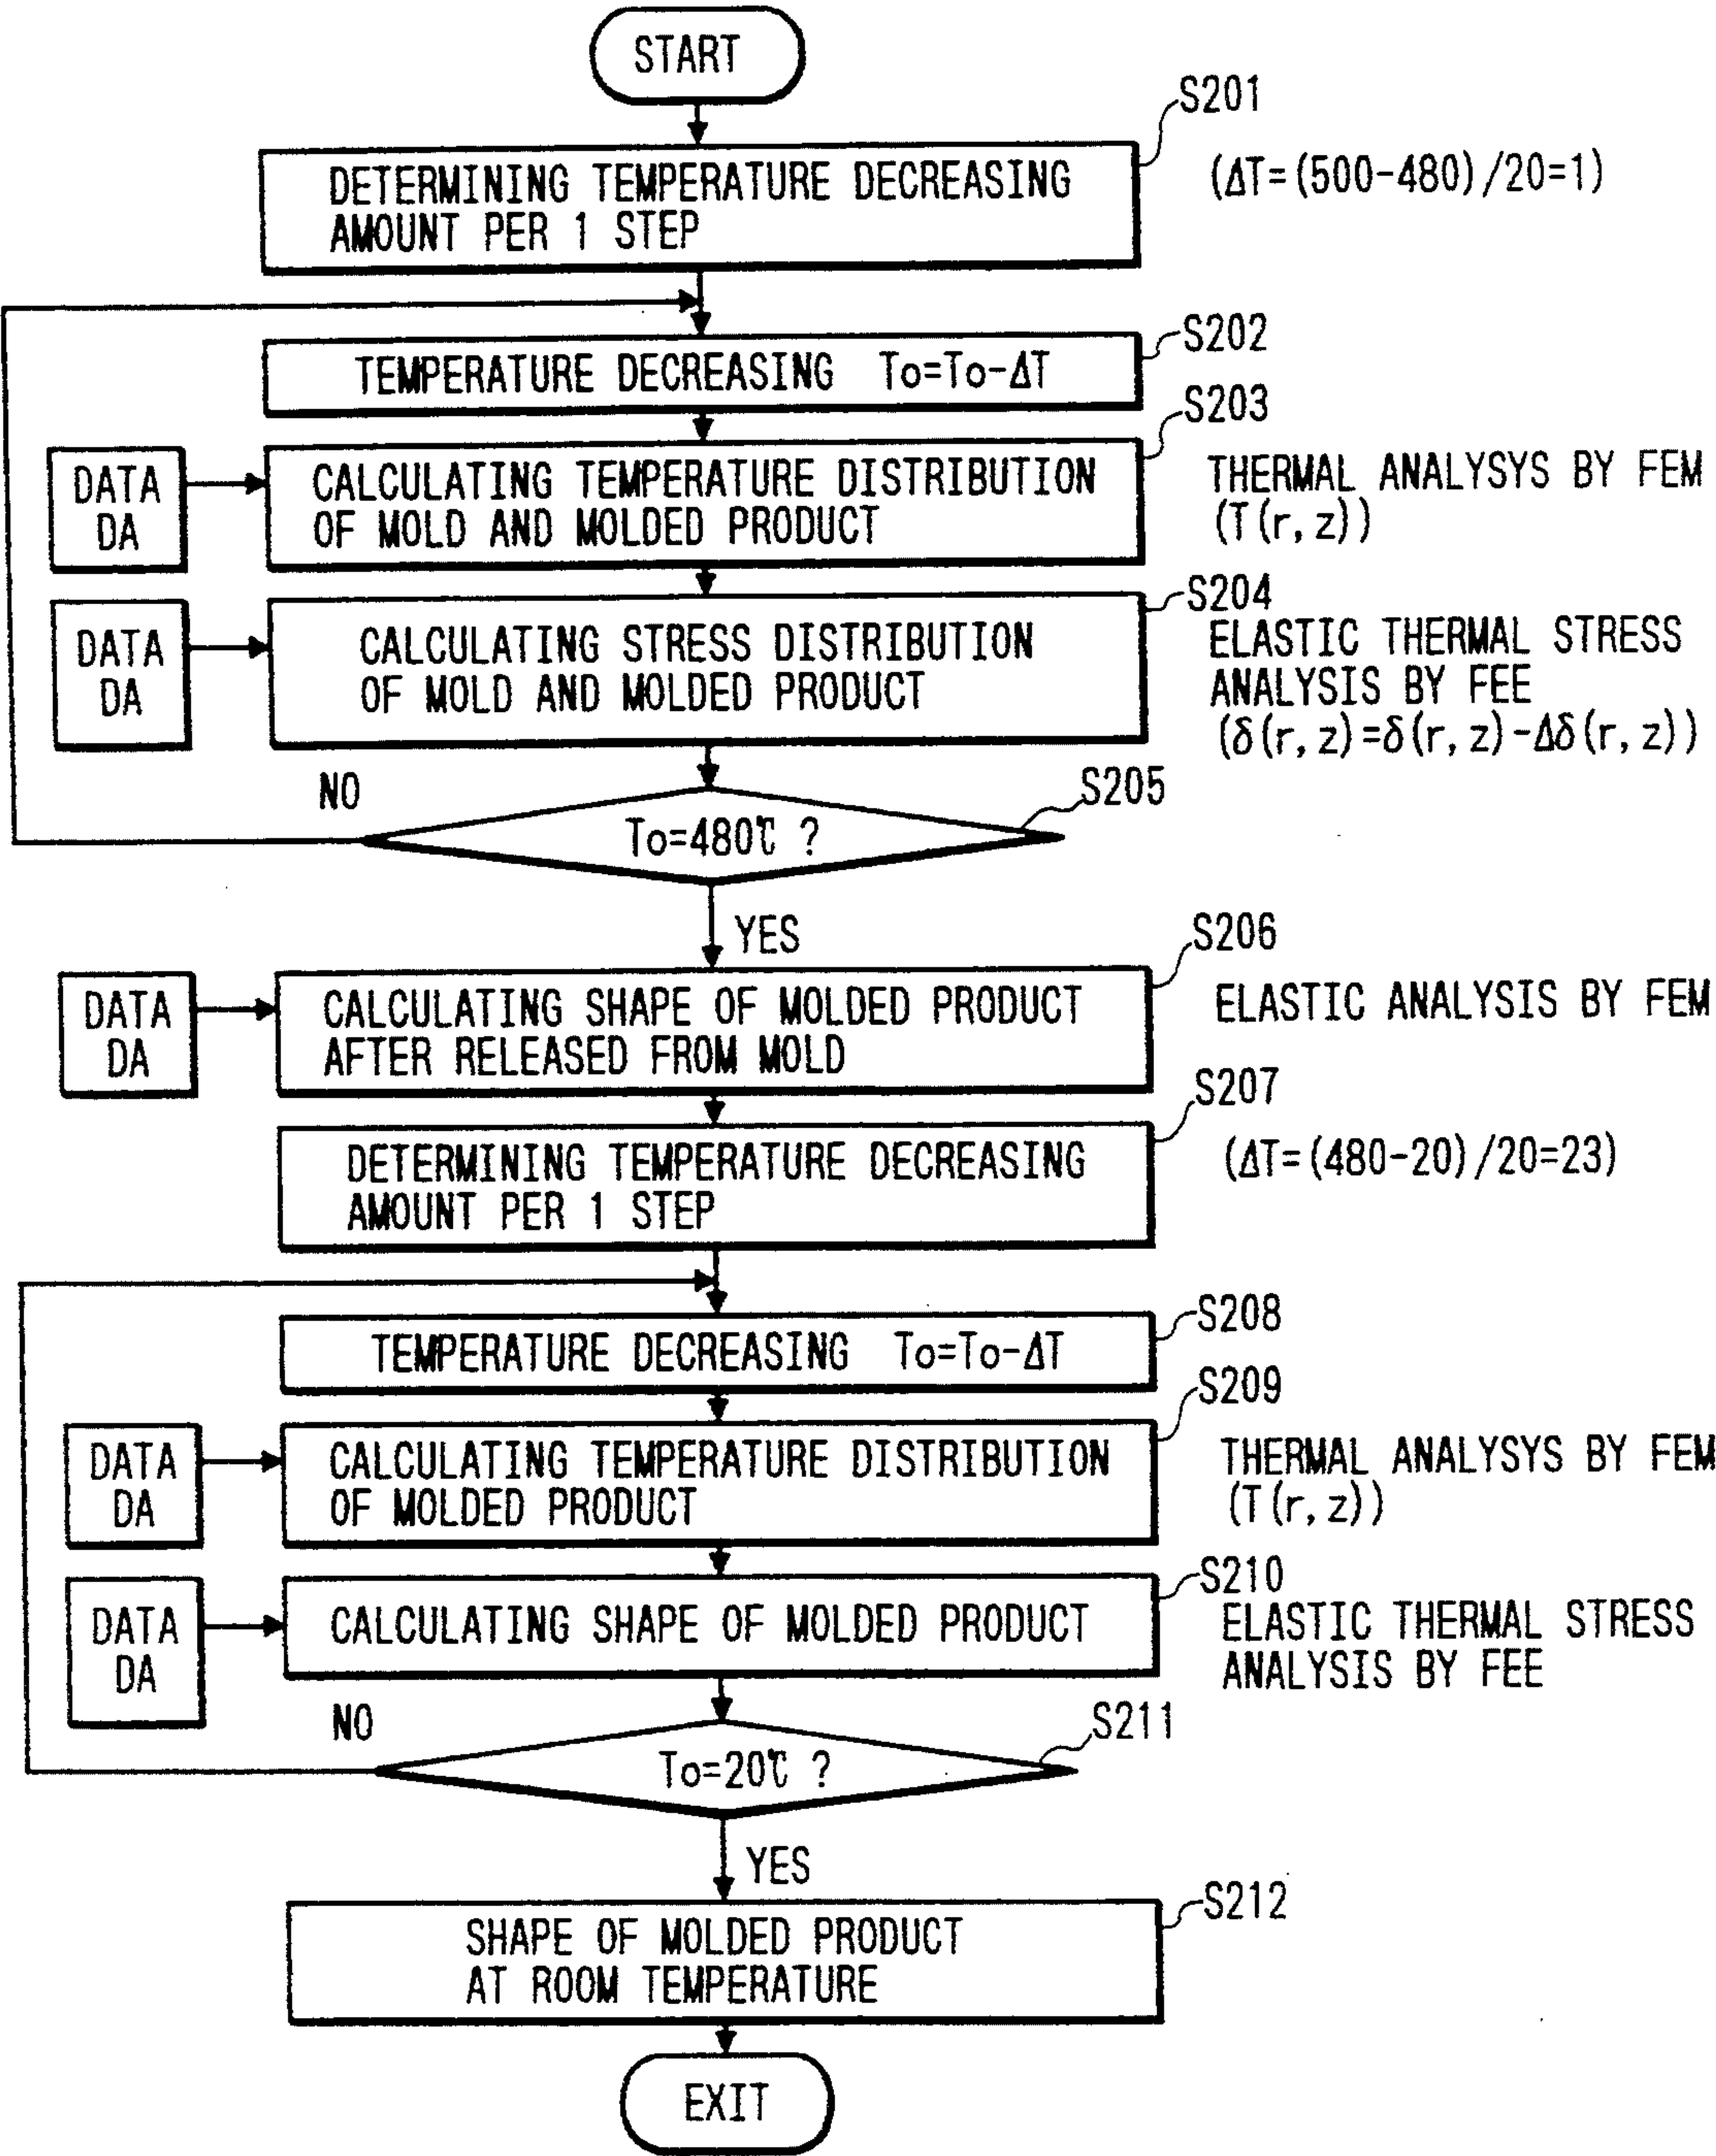 START
S201
DETERMINING TEMPERATURE DECREASING
AMOUNT PER 1 STEP
(ΔT=(500-480)/20=1)
S202
TEMPERATURE DECREASING To=To-ΔT
S203
DATA
DA
CALCULATING TEMPERATURE DISTRIBUTION
OF MOLD AND MOLDED PRODUCT
THERMAL ANALYSYS BY FEM
(T(r,z))
S204
DATA
DA
CALCULATING STRESS DISTRIBUTION
OF MOLD AND MOLDED PRODUCT
ELASTIC THERMAL STRESS
ANALYSIS BY FEE
(δ(r,z)=δ(r,z)-Δδ(r,z))
NO
S205
To=480℃ ?
YES
S206
DATA
DA
CALCULATING SHAPE OF MOLDED PRODUCT
AFTER RELEASED FROM MOLD
ELASTIC ANALYSIS BY FEM
S207
DETERMINING TEMPERATURE DECREASING
AMOUNT PER 1 STEP
(ΔT=(480-20)/20=23)
S208
TEMPERATURE DECREASING To=To-ΔT
S209
DATA
DA
CALCULATING TEMPERATURE DISTRIBUTION
OF MOLDED PRODUCT
THERMAL ANALYSYS BY FEM
(T(r,z))
S210
DATA
DA
CALCULATING SHAPE OF MOLDED PRODUCT
ELASTIC THERMAL STRESS
ANALYSIS BY FEE
NO
S211
To=20℃ ?
YES
S212
SHAPE OF MOLDED PRODUCT
AT ROOM TEMPERATURE
EXIT